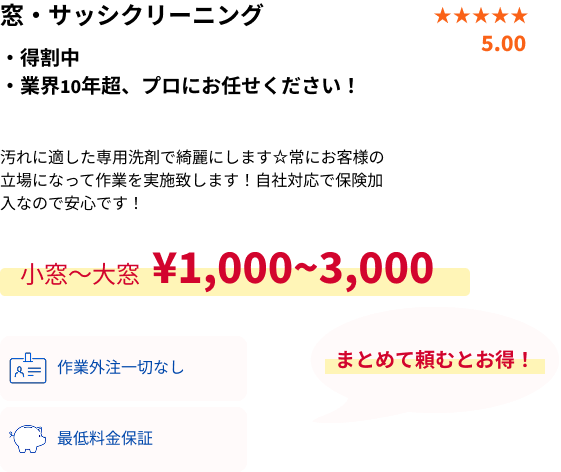 窓・サッシクリーニング
★★★★★
5.00
・得割中
・業界10年超、プロにお任せください！
汚れに適した専用洗剤で綺麗にします☆常にお客様の
立場になって作業を実施致します！自社対応で保険加
入なので安心です！
小窓〜大窓 ¥1,000~3,000
まとめて頼むとお得！
作業外注一切なし
最低料金保証